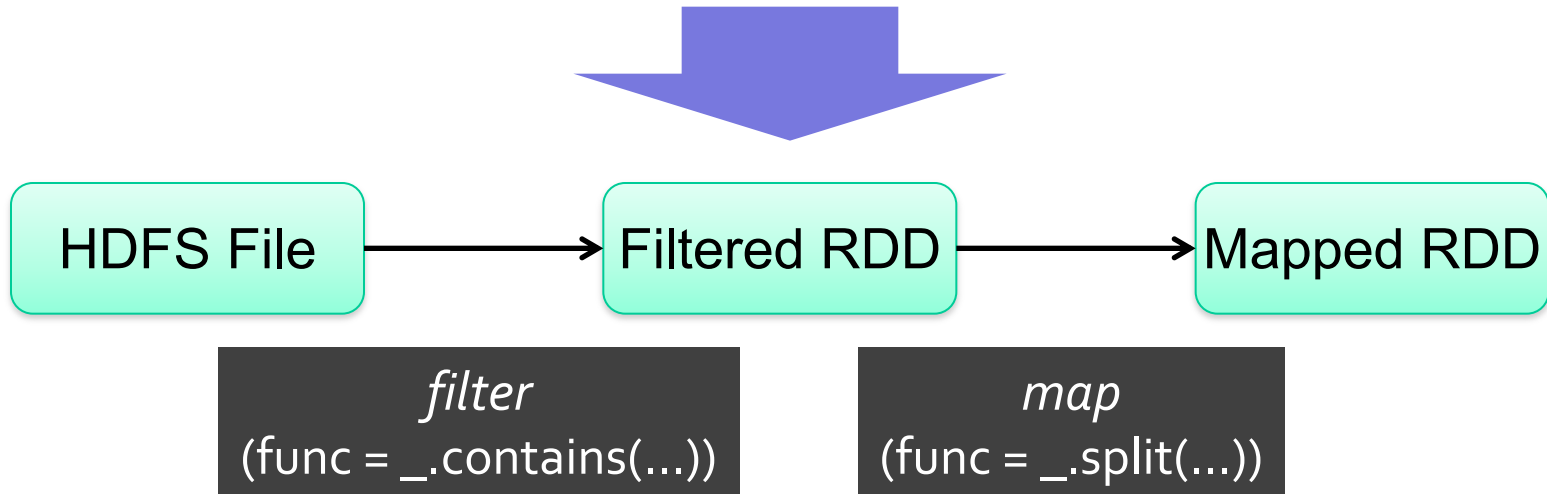 HDFS File
Filtered RDD
Mapped RDD
filter
(func = _.contains(...))
map
(func = _.split(...))